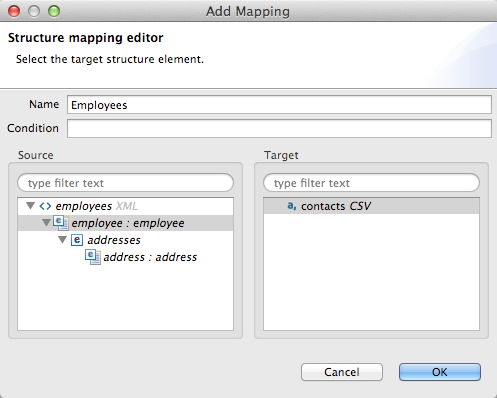 Add Mapping
Structure mapping editor
Select the target structure element.
Name Employees
Condition
Source Target
type filter text type filter text
<> employees XML a, contacts CSV
employee : employee
e addresses
address : address
Cancel OK